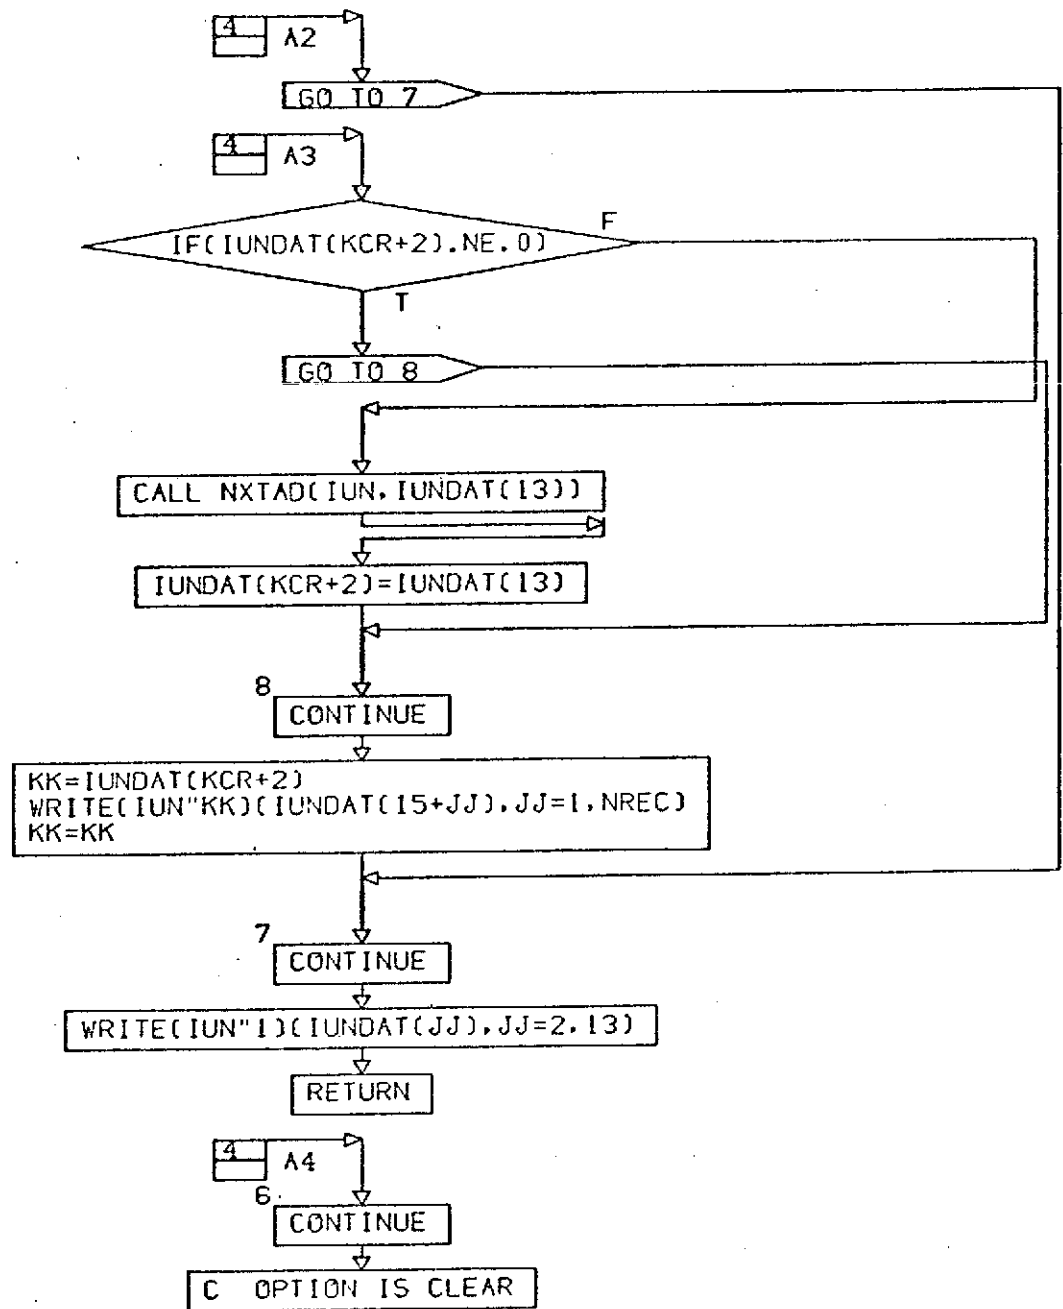 4
A2
GO TO 7
4
A3
IF(IUNDAT(KCR+2).NE.0)
F
T
GO TO 8
CALL NXTAD(IUN,IUNDAT(13))
IUNDAT(KCR+2)=IUNDAT(13)
8
CONTINUE
KK=IUNDAT(KCR+2)
WRITE(IUN"KK)(IUNDAT(15+JJ),JJ=1,NREC)
KK=KK
7
CONTINUE
WRITE(IUN"1)(IUNDAT(JJ),JJ=2,13)
RETURN
4
A4
6
CONTINUE
C OPTION IS CLEAR